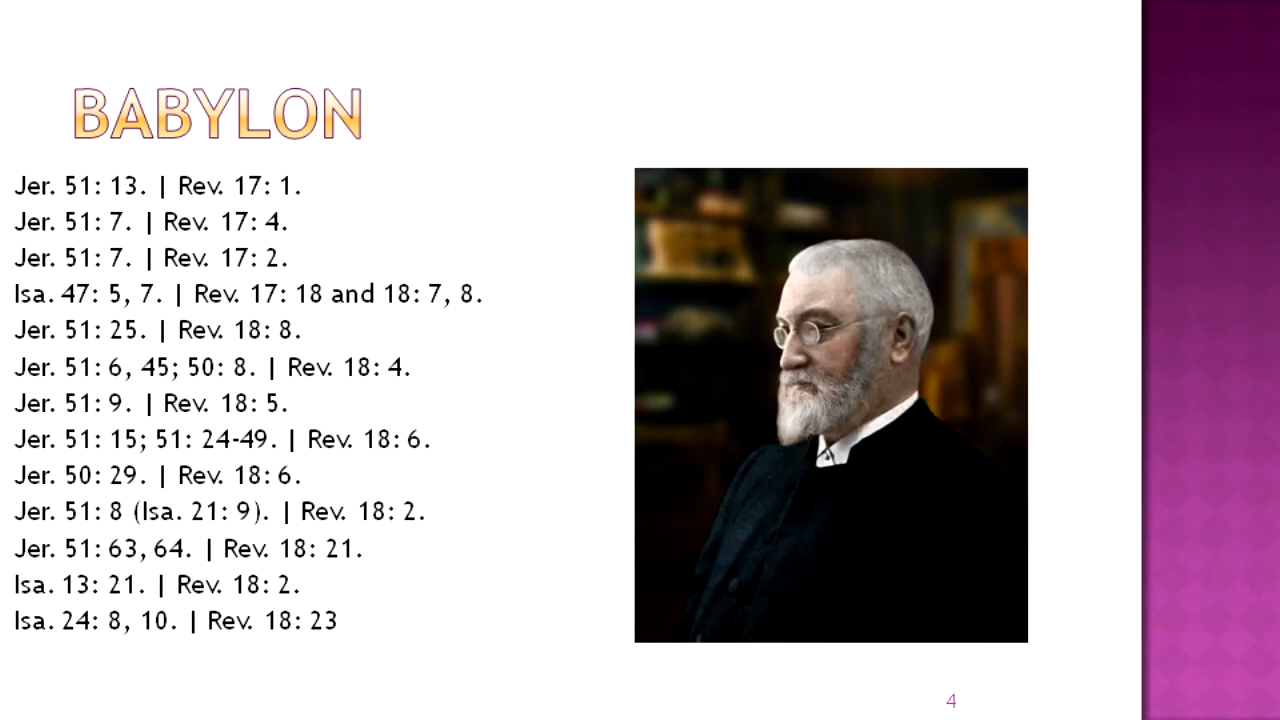 BABYLON
Jer. 51: 13. | Rev. 17: 1.
Jer. 51: 7. | Rev. 17: 4.
Jer. 51: 7. | Rev. 17: 2.
Isa. 47: 5, 7. | Rev. 17: 18 and 18: 7, 8.
Jer. 51: 25. | Rev. 18: 8.
Jer. 51: 6, 45; 50: 8. | Rev. 18: 4.
Jer. 51: 9. | Rev. 18: 5.
Jer. 51: 15; 51: 24-49. | Rev. 18: 6.
Jer. 50: 29. | Rev. 18: 6.
Jer. 51: 8 (Isa. 21: 9). | Rev. 18: 2.
Jer. 51: 63, 64. | Rev. 18: 21.
Isa. 13: 21. | Rev. 18: 2.
Isa. 24: 8, 10. | Rev. 18: 23
4